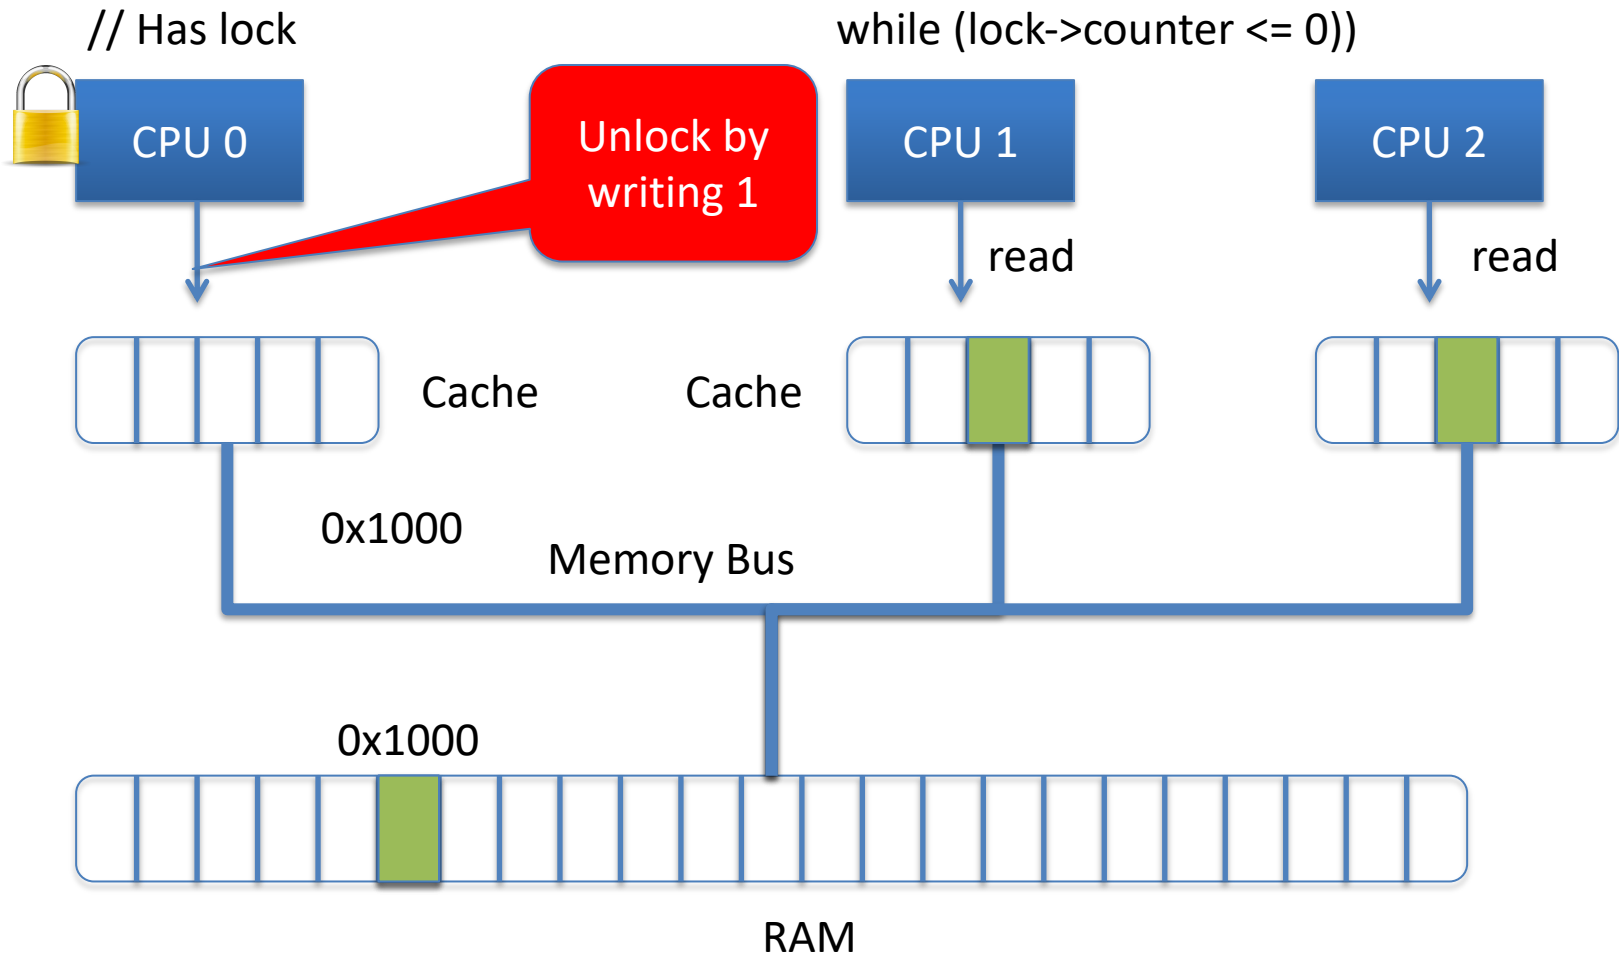 // Has lock
while (lock->counter <= 0))
CPU 0
Unlock by
writing 1
CPU 1
CPU 2
read
read
Cache
Cache
0x1000
Memory Bus
0x1000
RAM